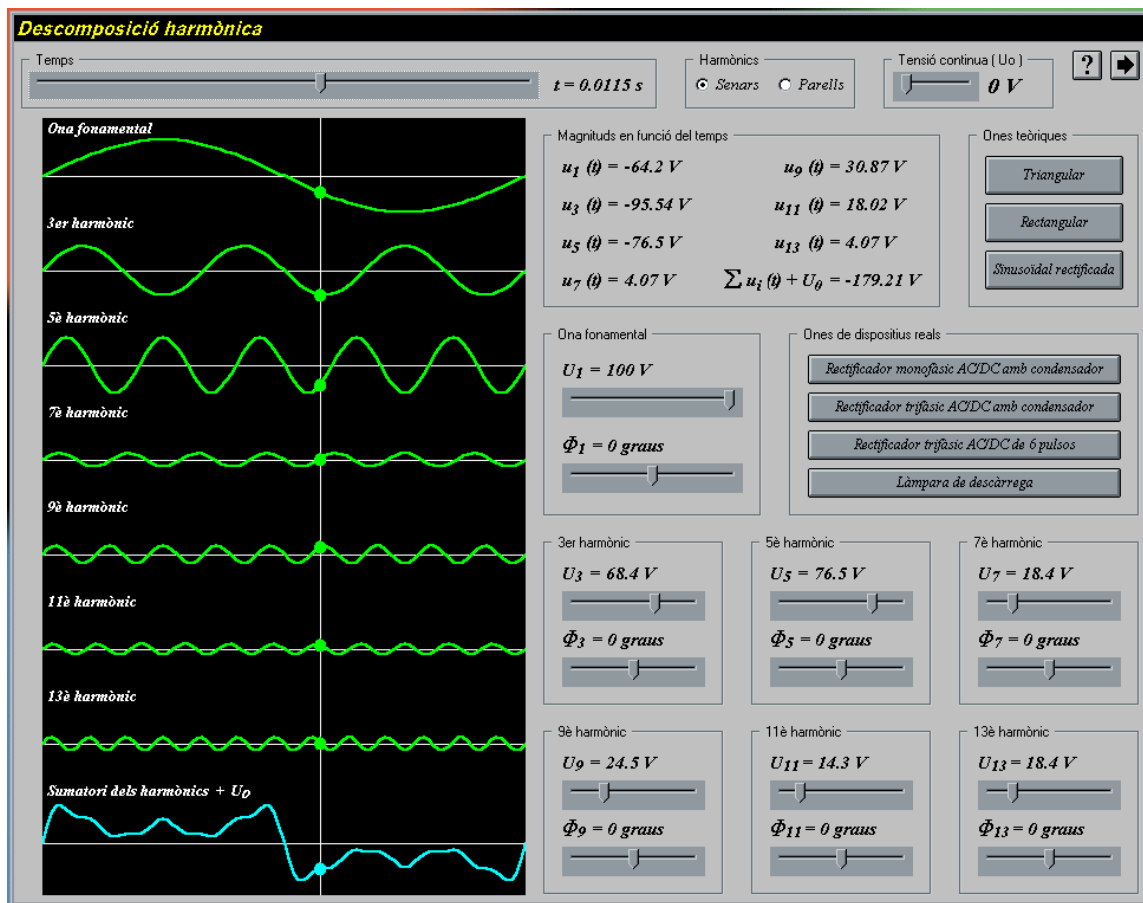 Descomposició harmònica
Temps
t = 0.0115 s
Harmònics
Senars Parells
Tensió continua ( Uo )
0 V
?
Ona fonamental
3er harmònic
5è harmònic
7è harmònic
9è harmònic
11è harmònic
13è harmònic
Sumatori dels harmònics + U0
Magnituds en funció del temps
u1 (t) = -64.2 V
u9 (t) = 30.87 V
u3 (t) = -95.54 V
u11 (t) = 18.02 V
u5 (t) = -76.5 V
u13 (t) = 4.07 V
u7 (t) = 4.07 V
∑ ui (t) + U0 = -179.21 V
Ones teòriques
Triangular
Rectangular
Sinusoïdal rectificada
Ona fonamental
U1 = 100 V
Φ1 = 0 graus
Ones de dispositius reals
Rectificador monofàsic AC/DC amb condensador
Rectificador trifàsic AC/DC amb condensador
Rectificador trifàsic AC/DC de 6 pulsos
Làmpara de descàrrega
3er harmònic
U3 = 68.4 V
Φ3 = 0 graus
5è harmònic
U5 = 76.5 V
Φ5 = 0 graus
7è harmònic
U7 = 18.4 V
Φ7 = 0 graus
9è harmònic
U9 = 24.5 V
Φ9 = 0 graus
11è harmònic
U11 = 14.3 V
Φ11 = 0 graus
13è harmònic
U13 = 18.4 V
Φ13 = 0 graus